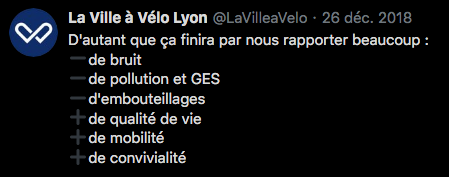 La Ville à Vélo Lyon @LaVilleaVelo · 26 déc. 2018
D'autant que ça finira par nous rapporter beaucoup :
➖de bruit
➖de pollution et GES
➖d'embouteillages
➕de qualité de vie
➕de mobilité
➕de convivialité